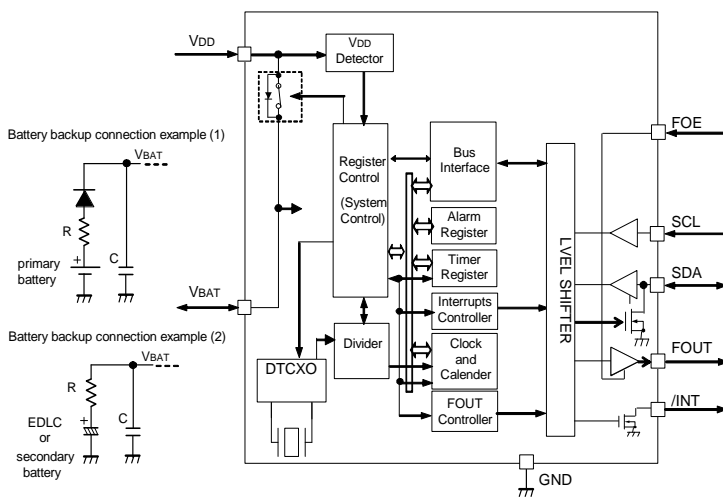 VDD
VDD
Detector
Battery backup connection example (1)
VBAT
R
+
C
primary
battery
Register
Control
(System
Control)
Bus
Interface
FOE
Alarm
Register
SCL
Timer
Register
SDA
VBAT
LVEL SHIFTER
Interrupts
Controller
Battery backup connection example (2)
VBAT
R
+
C
EDLC
or
secondary
battery
Divider
DTCXO
Clock
and
Calender
FOUT
FOUT
Controller
/INT
GND